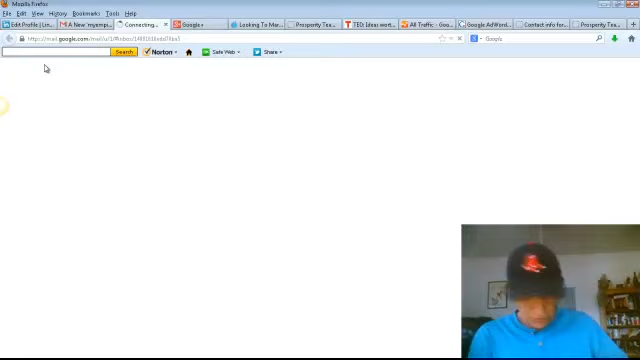 Mozilla Firefox
File Edit View History Bookmarks Tools Help
Edit Profile | Lin... A New 'myempi... Connecting... Google+ Looking To Mar... Prosperity Tea... TED: Ideas wort... All Traffic - Goo... Google AdWor... Contact info for... Prosperity Tea...
Google
Search Norton Safe Web Share